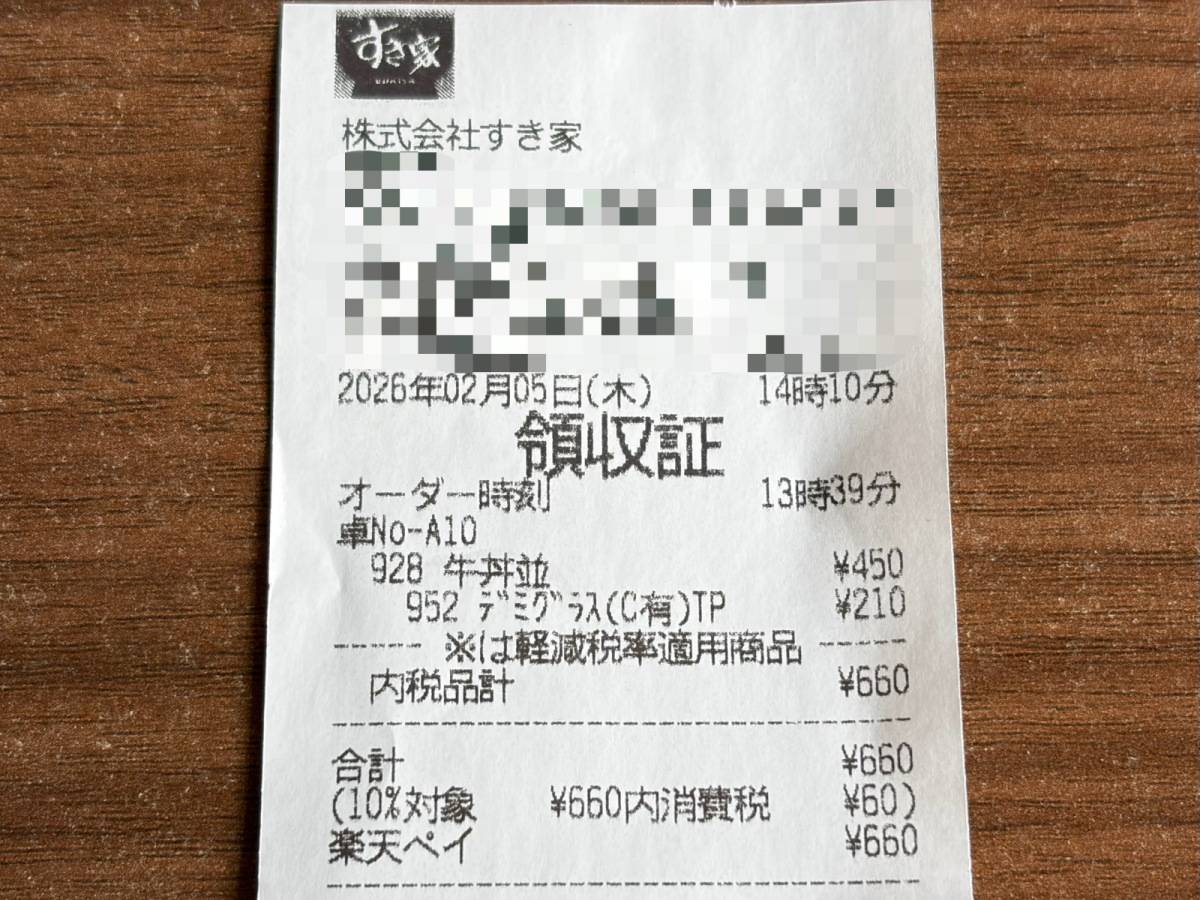 すき家
SUKIYA
株式会社すき家
2026年02月05日(木) 14時10分
領収証
オーダー時刻 13時39分
卓No-A10
928 牛丼並 ¥450
952 ﾃﾞﾐｸﾞﾗｽ(C有)TP ¥210
------ ※は軽減税率適用商品 ------
内税品計 ¥660
合計 ¥660
(10%対象 ¥660内消費税 ¥60)
楽天ペイ ¥660